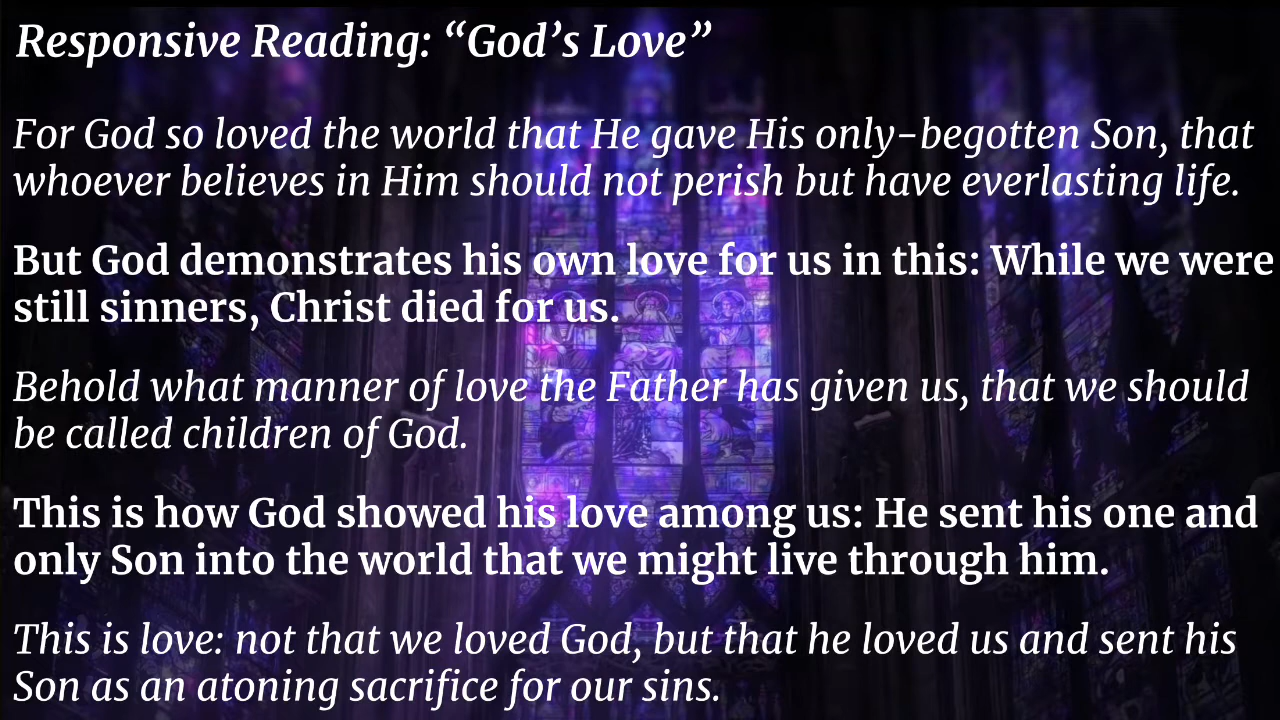 Responsive Reading: “God’s Love”
For God so loved the world that He gave His only-begotten Son, that
whoever believes in Him should not perish but have everlasting life.
But God demonstrates his own love for us in this: While we were
still sinners, Christ died for us.
Behold what manner of love the Father has given us, that we should
be called children of God.
This is how God showed his love among us: He sent his one and
only Son into the world that we might live through him.
This is love: not that we loved God, but that he loved us and sent his
Son as an atoning sacrifice for our sins.